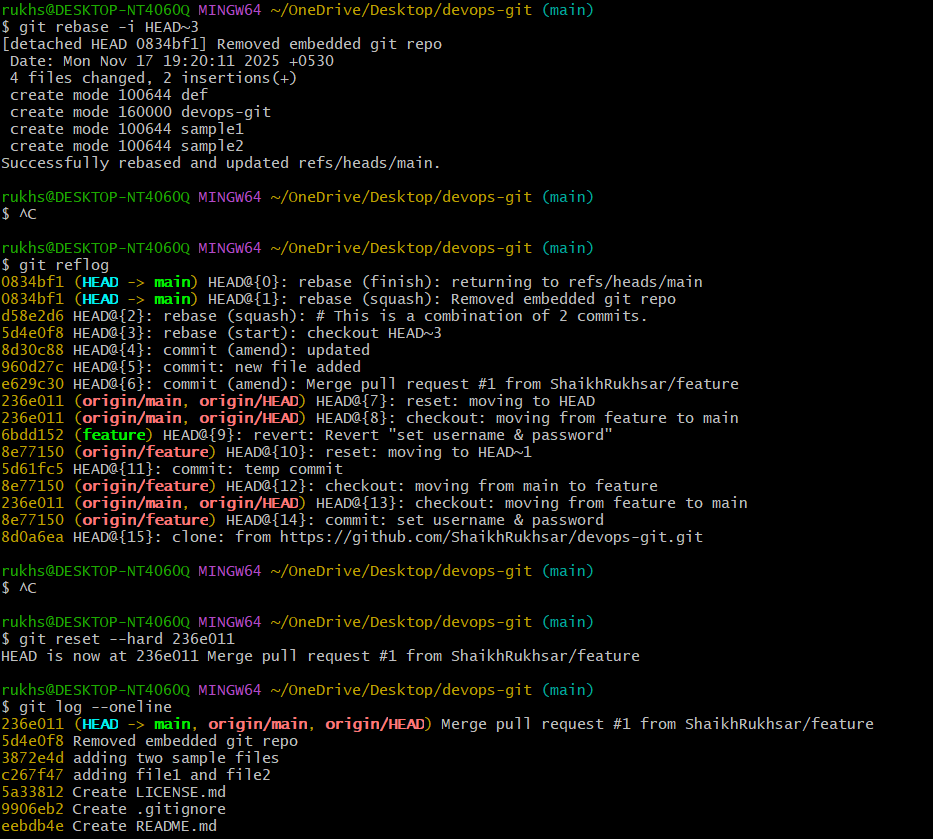 rukhs@DESKTOP-NT4060Q MINGW64 ~/OneDrive/Desktop/devops-git (main)
$ git rebase -i HEAD~3
[detached HEAD 0834bf1] Removed embedded git repo
 Date: Mon Nov 17 19:20:11 2025 +0530
 4 files changed, 2 insertions(+)
 create mode 100644 def
 create mode 160000 devops-git
 create mode 100644 sample1
 create mode 100644 sample2
Successfully rebased and updated refs/heads/main.

rukhs@DESKTOP-NT4060Q MINGW64 ~/OneDrive/Desktop/devops-git (main)
$ ^C

rukhs@DESKTOP-NT4060Q MINGW64 ~/OneDrive/Desktop/devops-git (main)
$ git reflog
0834bf1 (HEAD -> main) HEAD@{0}: rebase (finish): returning to refs/heads/main
0834bf1 (HEAD -> main) HEAD@{1}: rebase (squash): Removed embedded git repo
d58e2d6 HEAD@{2}: rebase (squash): # This is a combination of 2 commits.
5d4e0f8 HEAD@{3}: rebase (start): checkout HEAD~3
8d30c88 HEAD@{4}: commit (amend): updated
960d27c HEAD@{5}: commit: new file added
e629c30 HEAD@{6}: commit (amend): Merge pull request #1 from ShaikhRukhsar/feature
236e011 (origin/main, origin/HEAD) HEAD@{7}: reset: moving to HEAD
236e011 (origin/main, origin/HEAD) HEAD@{8}: checkout: moving from feature to main
6bdd152 (feature) HEAD@{9}: revert: Revert "set username & password"
8e77150 (origin/feature) HEAD@{10}: reset: moving to HEAD~1
5d61fc5 HEAD@{11}: commit: temp commit
8e77150 (origin/feature) HEAD@{12}: checkout: moving from main to feature
236e011 (origin/main, origin/HEAD) HEAD@{13}: checkout: moving from feature to main
8e77150 (origin/feature) HEAD@{14}: commit: set username & password
8d0a6ea HEAD@{15}: clone: from https://github.com/ShaikhRukhsar/devops-git.git

rukhs@DESKTOP-NT4060Q MINGW64 ~/OneDrive/Desktop/devops-git (main)
$ ^C

rukhs@DESKTOP-NT4060Q MINGW64 ~/OneDrive/Desktop/devops-git (main)
$ git reset --hard 236e011
HEAD is now at 236e011 Merge pull request #1 from ShaikhRukhsar/feature

rukhs@DESKTOP-NT4060Q MINGW64 ~/OneDrive/Desktop/devops-git (main)
$ git log --oneline
236e011 (HEAD -> main, origin/main, origin/HEAD) Merge pull request #1 from ShaikhRukhsar/feature
5d4e0f8 Removed embedded git repo
3872e4d adding two sample files
c267f47 adding file1 and file2
5a33812 Create LICENSE.md
9906eb2 Create .gitignore
eebdb4e Create README.md